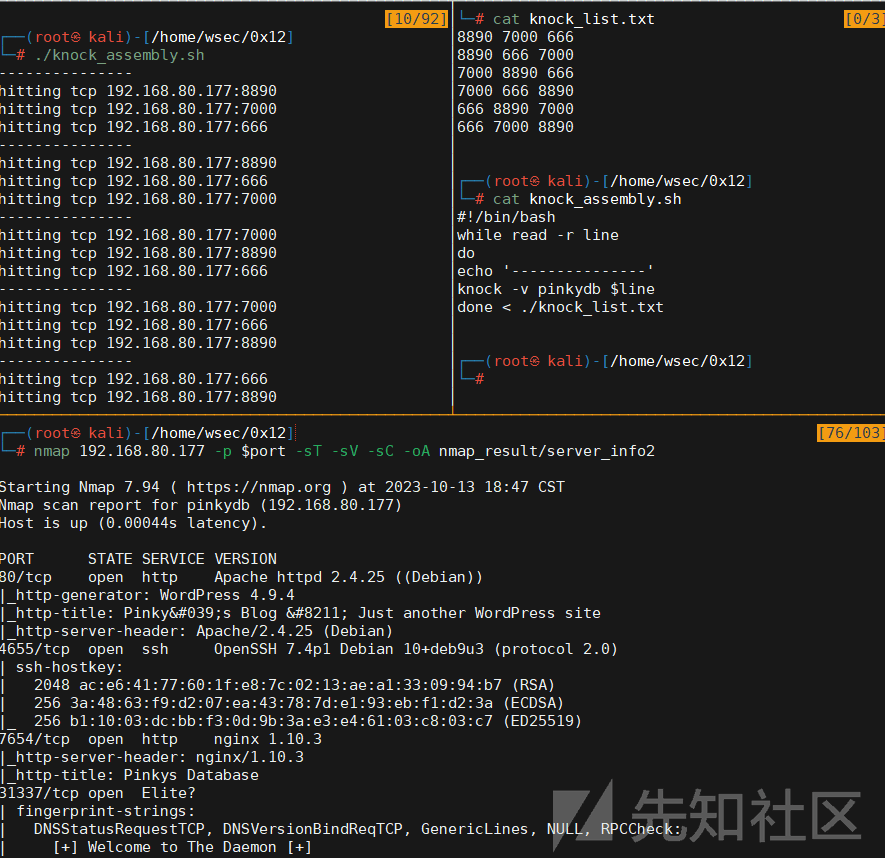 [10/92]
┌──(root㉿ kali)-[/home/wsec/0x12]
└─# ./knock_assembly.sh
---------------
hitting tcp 192.168.80.177:8890
hitting tcp 192.168.80.177:7000
hitting tcp 192.168.80.177:666
---------------
hitting tcp 192.168.80.177:8890
hitting tcp 192.168.80.177:666
hitting tcp 192.168.80.177:7000
---------------
hitting tcp 192.168.80.177:7000
hitting tcp 192.168.80.177:8890
hitting tcp 192.168.80.177:666
---------------
hitting tcp 192.168.80.177:7000
hitting tcp 192.168.80.177:666
hitting tcp 192.168.80.177:8890
---------------
hitting tcp 192.168.80.177:666
hitting tcp 192.168.80.177:8890
└─# cat knock_list.txt [0/3]
8890 7000 666
8890 666 7000
7000 8890 666
7000 666 8890
666 8890 7000
666 7000 8890
┌──(root㉿ kali)-[/home/wsec/0x12]
└─# cat knock_assembly.sh
#!/bin/bash
while read -r line
do
echo '---------------'
knock -v pinkydb $line
done < ./knock_list.txt
┌──(root㉿ kali)-[/home/wsec/0x12]
└─#
┌──(root㉿ kali)-[/home/wsec/0x12] [76/103]
└─# nmap 192.168.80.177 -p $port -sT -sV -sC -oA nmap_result/server_info2
Starting Nmap 7.94 ( https://nmap.org ) at 2023-10-13 18:47 CST
Nmap scan report for pinkydb (192.168.80.177)
Host is up (0.00044s latency).
PORT STATE SERVICE VERSION
80/tcp open http Apache httpd 2.4.25 ((Debian))
|_http-generator: WordPress 4.9.4
|_http-title: Pinky&#039;s Blog &#8211; Just another WordPress site
|_http-server-header: Apache/2.4.25 (Debian)
4655/tcp open ssh OpenSSH 7.4p1 Debian 10+deb9u3 (protocol 2.0)
| ssh-hostkey:
| 2048 ac:e6:41:77:60:1f:e8:7c:02:13:ae:a1:33:09:94:b7 (RSA)
| 256 3a:48:63:f9:d2:07:ea:43:78:7d:e1:93:eb:f1:d2:3a (ECDSA)
|_ 256 b1:10:03:dc:bb:f3:0d:9b:3a:e3:e4:61:03:c8:03:c7 (ED25519)
7654/tcp open http nginx 1.10.3
|_http-server-header: nginx/1.10.3
|_http-title: Pinkys Database
31337/tcp open Elite?
| fingerprint-strings:
| DNSStatusRequestTCP, DNSVersionBindReqTCP, GenericLines, NULL, RPCCheck:
| [+] Welcome to The Daemon [+]
先知社区